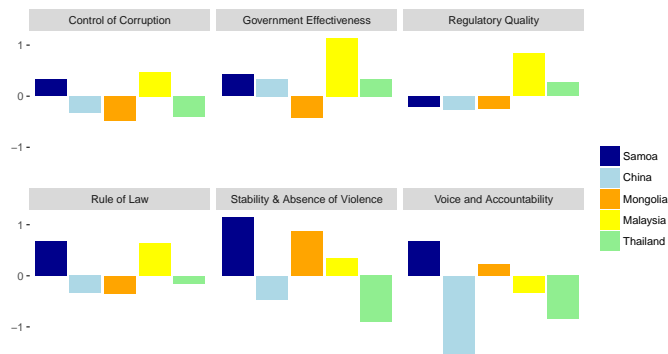 Control of Corruption
Government Effectiveness
Regulatory Quality
1
0
−1
Rule of Law
Stability & Absence of Violence
Voice and Accountability
1
0
−1
Samoa
China
Mongolia
Malaysia
Thailand